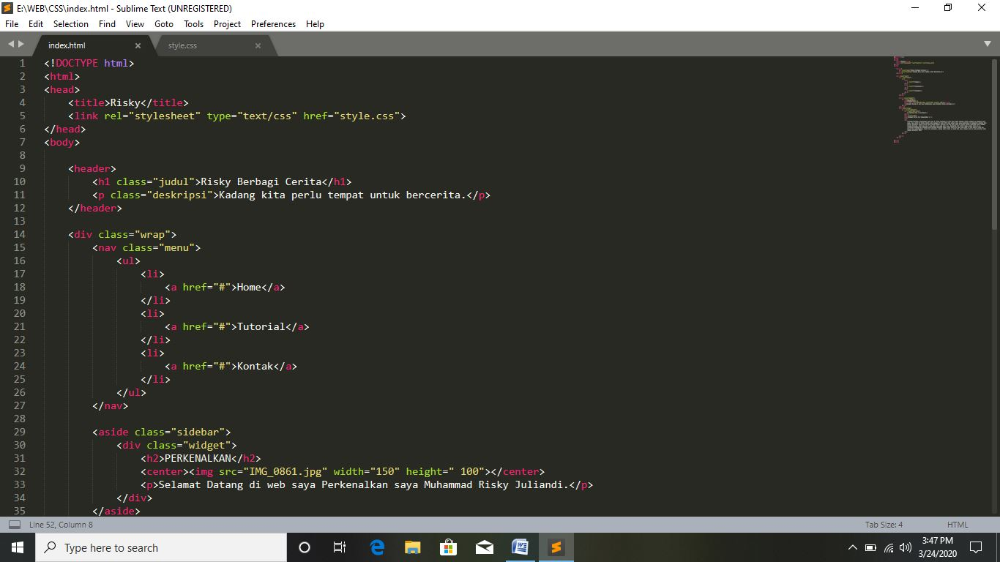 E:\WEB\CSS\index.html - Sublime Text (UNREGISTERED)
File Edit Selection Find View Goto Tools Project Preferences Help
index.html style.css
1 <!DOCTYPE html>
2 <html>
3 <head>
4 <title>Risky</title>
5 <link rel="stylesheet" type="text/css" href="style.css">
6 </head>
7 <body>
8
9 <header>
10 <h1 class="judul">Risky Berbagi Cerita</h1>
11 <p class="deskripsi">Kadang kita perlu tempat untuk bercerita.</p>
12 </header>
13
14 <div class="wrap">
15 <nav class="menu">
16 <ul>
17 <li>
18 <a href="#">Home</a>
19 </li>
20 <li>
21 <a href="#">Tutorial</a>
22 </li>
23 <li>
24 <a href="#">Kontak</a>
25 </li>
26 </ul>
27 </nav>
28
29 <aside class="sidebar">
30 <div class="widget">
31 <h2>PERKENALKAN</h2>
32 <center><img src="IMG_0861.jpg" width="150" height=" 100"></center>
33 <p>Selamat Datang di web saya Perkenalkan saya Muhammad Risky Juliandi.</p>
34 </div>
35 </aside>
Line 52, Column 8 Tab Size: 4 HTML
Type here to search
3:47 PM
3/24/2020